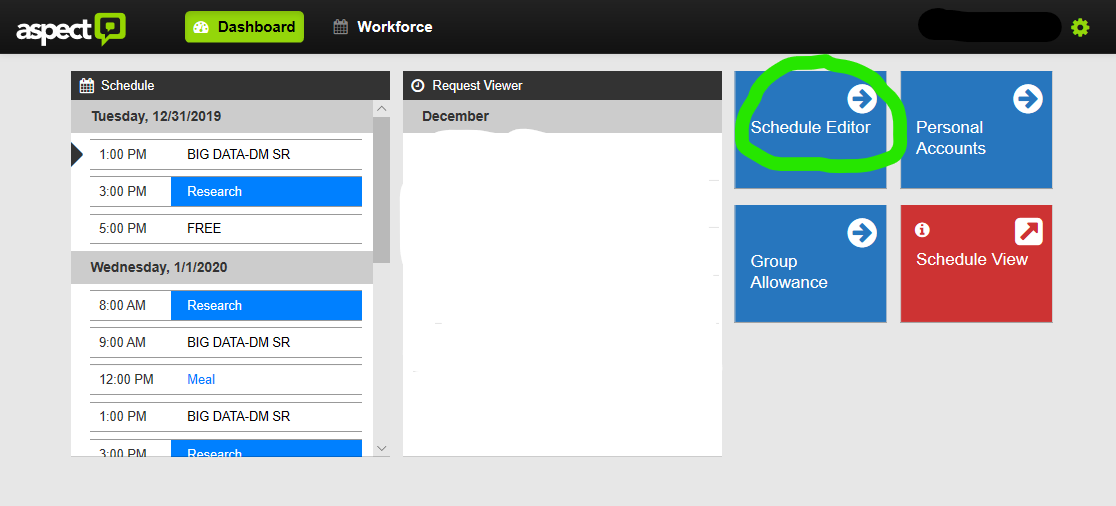 aspect
Dashboard
Workforce
Schedule
Tuesday, 12/31/2019
1:00 PM BIG DATA-DM SR
3:00 PM Research
5:00 PM FREE
Wednesday, 1/1/2020
8:00 AM Research
9:00 AM BIG DATA-DM SR
12:00 PM Meal
1:00 PM BIG DATA-DM SR
3:00 PM Research
Request Viewer
December
Schedule Editor
Personal
Accounts
Group
Allowance
Schedule View